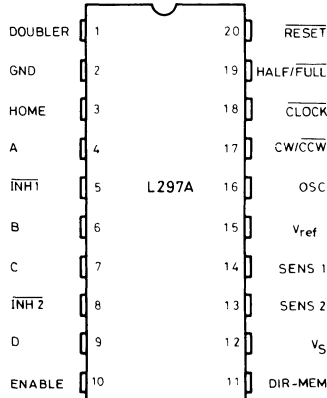 DOUBLER 1 20 RESET
GND 2 19 HALF/FULL
HOME 3 18 CLOCK
A 4 17 CW/CCW
INH1 5 L297A 16 OSC
B 6 15 Vref
C 7 14 SENS 1
INH 2 8 13 SENS 2
D 9 12 VS
ENABLE 10 11 DIR-MEM